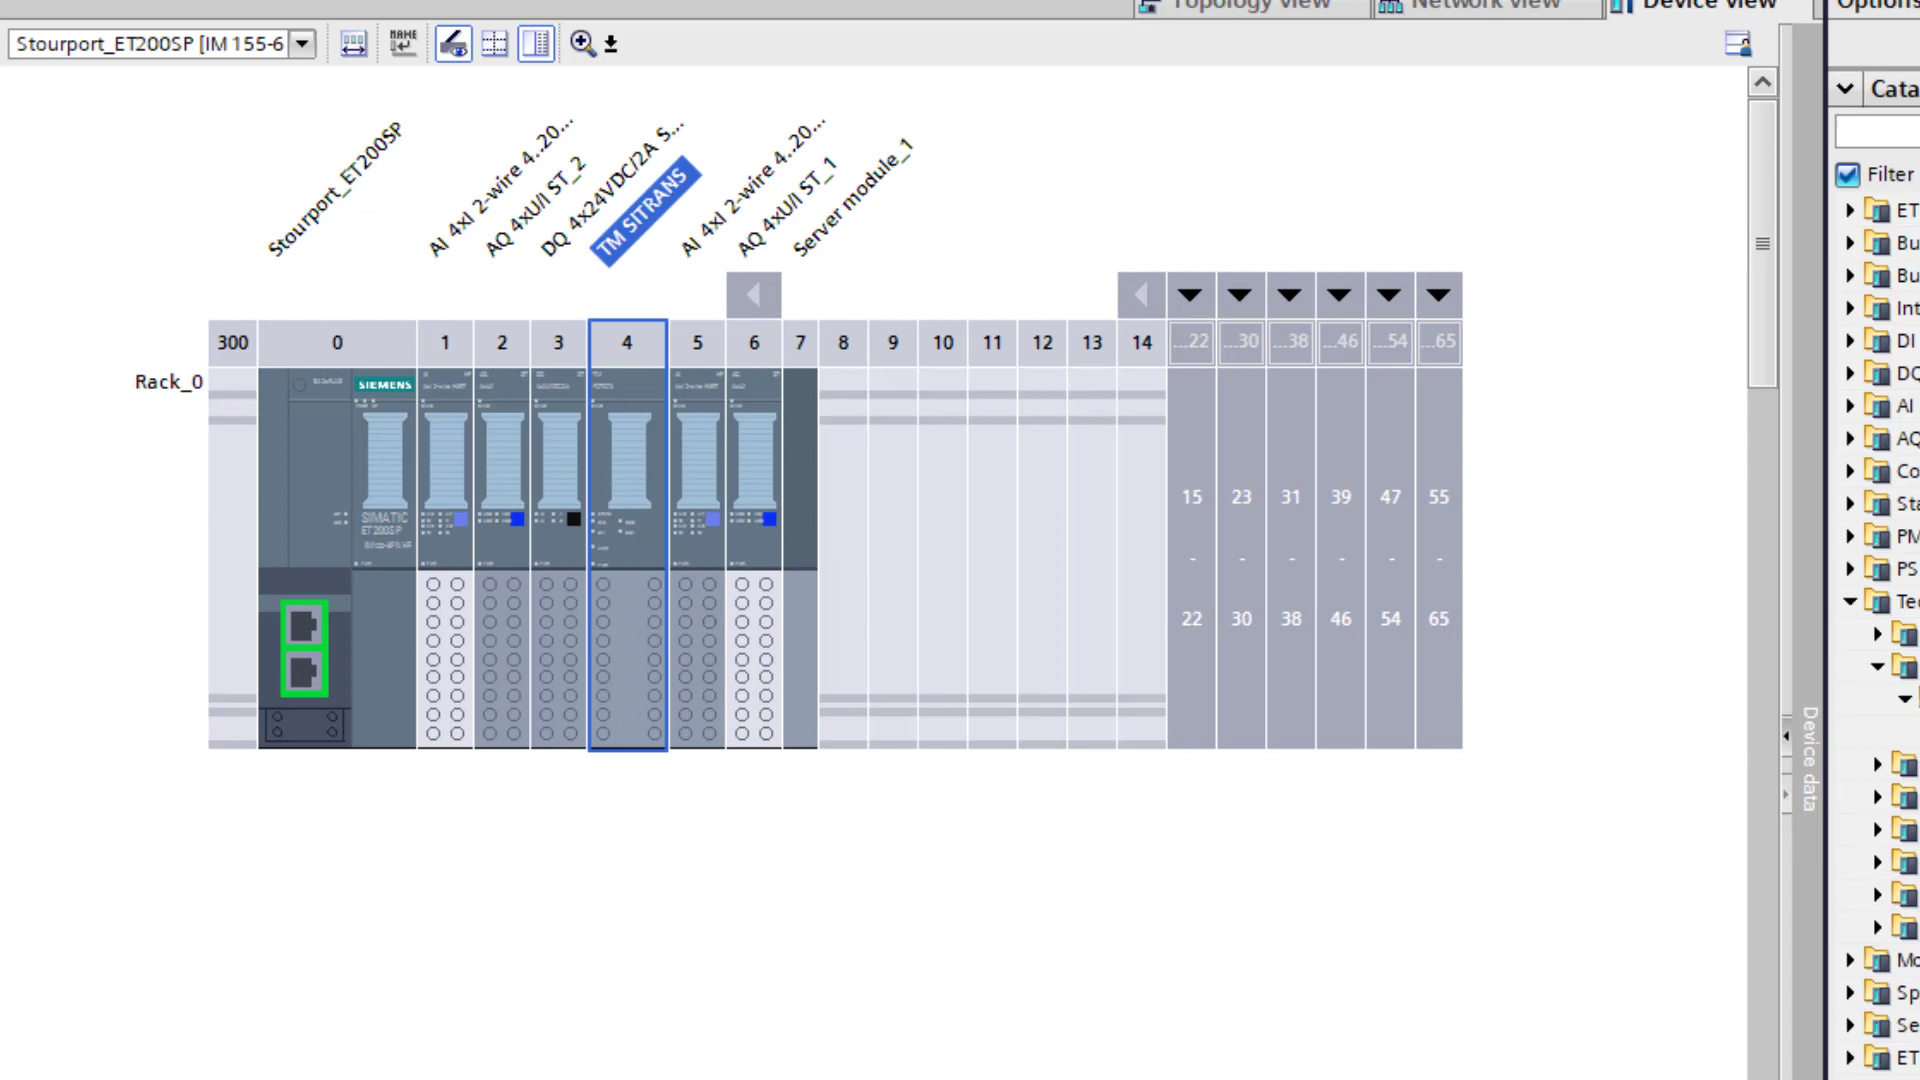 Topology view
Network view
Device view
Options
Stourport_ET200SP [IM 155-6
NAME
Cata
Filter
Stourport_ET200SP
AI 4xI 2-wire 4..20...
AQ 4xU/I ST_2
DQ 4x24VDC/2A S...
TM SITRANS
AI 4xI 2-wire 4..20...
AQ 4xU/I ST_1
Server module_1
300 0 1 2 3 4 5 6 7 8 9 10 11 12 13 14 ...22 ...30 ...38 ...46 ...54 ...65
Rack_0
SIEMENS
SIMATIC
ET 200SP
15 23 31 39 47 55
- - - - - -
22 30 38 46 54 65
Device data
ET
Bu
Bu
Int
DI
DQ
AI
AQ
Co
Sta
PM
PS
Tec
Mo
Sp
Se
ET